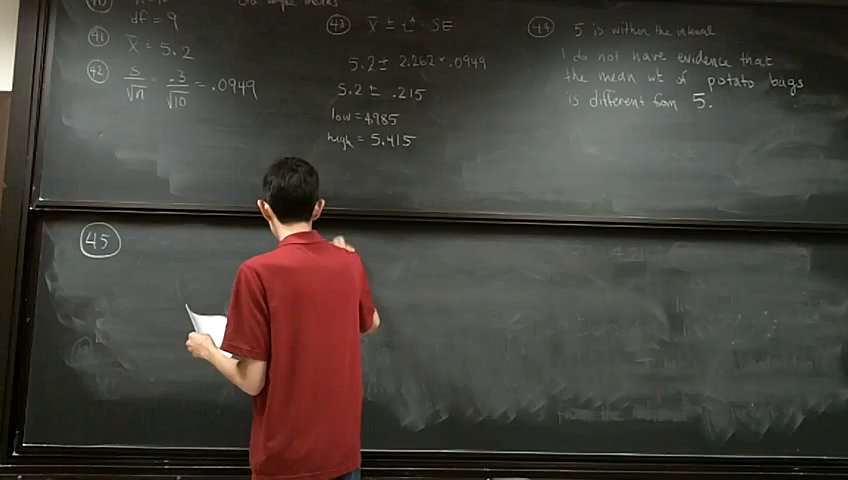 df = 9
41
x̄ = 5.2
42
s/√n = .3/√10 = .0949
43
x̄ ± t* · SE
5.2 ± 2.262 * .0949
5.2 ± .215
low = 4.985
high = 5.415
44
5 is within the interval
I do not have evidence that
the mean wt of potato bags
is different from 5.
45